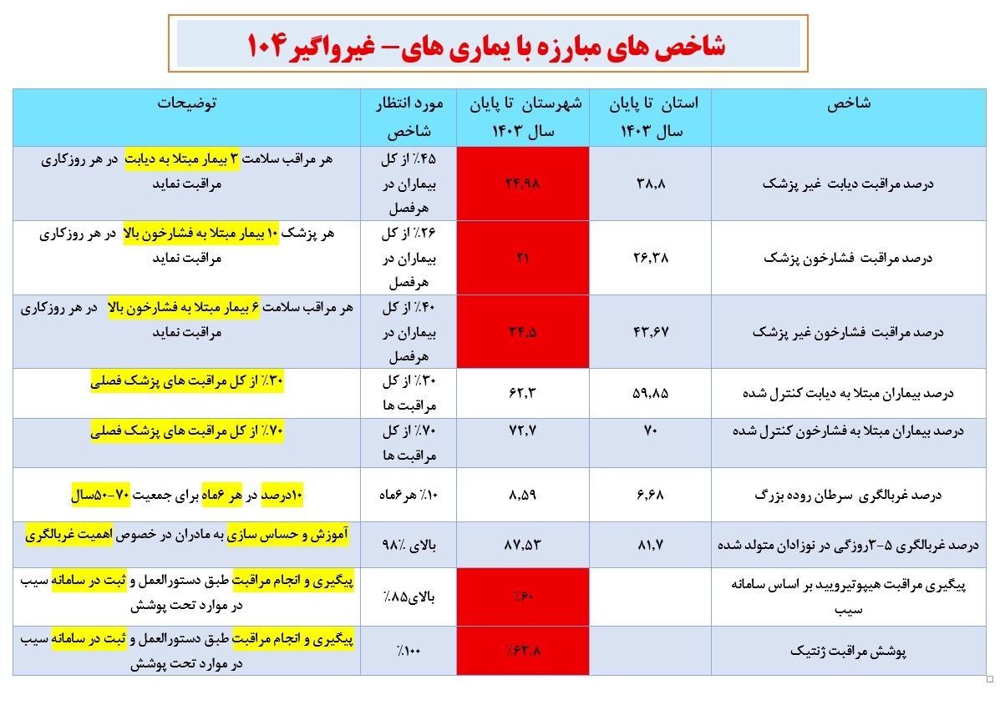 شاخص های مبارزه با یماری های- غیرواگیر۱۰۴
شاخص
استان تا پایان
سال ۱۴۰۳
شهرستان تا پایان
سال ۱۴۰۳
مورد انتظار
شاخص
توضیحات
درصد مراقبت دیابت غیر پزشک
۳۸,۸
۲۴,۹۸
۴۵٪ از کل
بیماران در
هرفصل
هر مراقب سلامت ۳ بیمار مبتلا به دیابت در هر روزکاری
مراقبت نماید
درصد مراقبت فشارخون پزشک
۲۶,۳۸
۲۱
۲۶٪ از کل
بیماران در
هرفصل
هر پزشک ۱۰ بیمار مبتلا به فشارخون بالا در هر روزکاری
مراقبت نماید
درصد مراقبت فشارخون غیر پزشک
۴۳,۶۷
۳۴,۵
۴۰٪ از کل
بیماران در
هرفصل
هر مراقب سلامت ۶ بیمار مبتلا به فشارخون بالا در هر روزکاری
مراقبت نماید
درصد بیماران مبتلا به دیابت کنترل شده
۵۹,۸۵
۶۲,۳
۳۰٪ از کل
مراقبت ها
۳۰٪ از کل مراقبت های پزشک فصلی
درصد بیماران مبتلا به فشارخون کنترل شده
۷۰
۷۲,۷
۷۰٪ از کل
مراقبت ها
۷۰٪ از کل مراقبت های پزشک فصلی
درصد غربالگری سرطان روده بزرگ
۶,۶۸
۸,۵۹
۱۰٪ هر۶ماه
۱۰درصد در هر ۶ماه برای جمعیت ۷۰-۵۰سال
درصد غربالگری ۵-۳روزگی در نوزادان متولد شده
۸۱,۷
۸۷,۵۳
بالای ۹۸٪
آموزش و حساس سازی به مادران در خصوص اهمیت غربالگری
پیگیری مراقبت هیپوتیرویید بر اساس سامانه
سیب
۶۰٪
بالای۸۵٪
پیگیری و انجام مراقبت طبق دستورالعمل و ثبت در سامانه سیب
در موارد تحت پوشش
پوشش مراقبت ژنتیک
۶۳.۸٪
۱۰۰٪
پیگیری و انجام مراقبت طبق دستورالعمل و ثبت در سامانه سیب
در موارد تحت پوشش